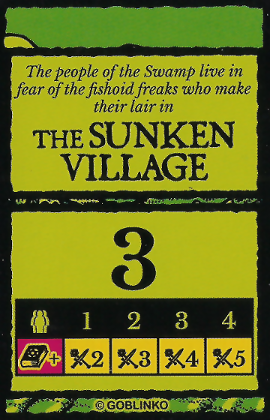 The people of the Swamp live in
fear of the fishoid freaks who make
their lair in
THE SUNKEN
VILLAGE
3
1 2 3 4
+ 2 3 4 5
© GOBLINKO